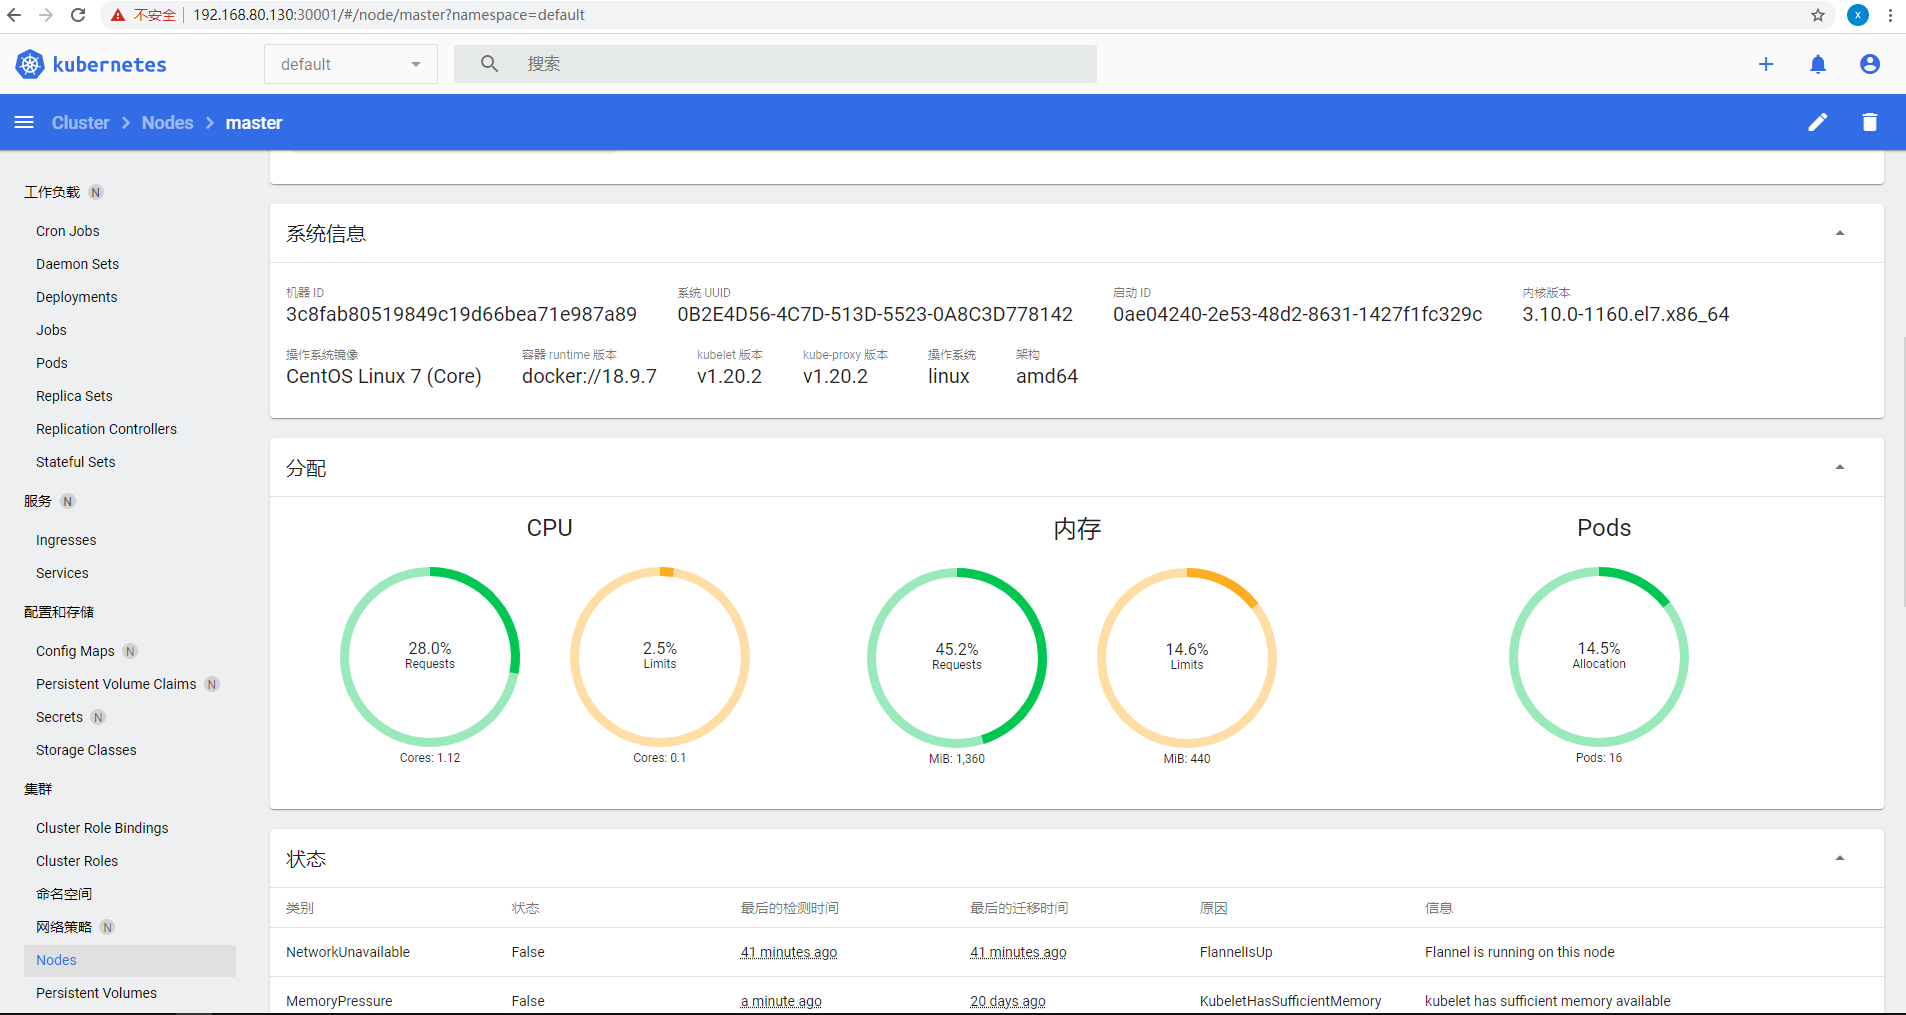 不安全 192.168.80.130:30001/#/node/master?namespace=default x
kubernetes default 搜索
Cluster Nodes master
工作负载 N
Cron Jobs
Daemon Sets
Deployments
Jobs
Pods
Replica Sets
Replication Controllers
Stateful Sets
服务 N
Ingresses
Services
配置和存储
Config Maps N
Persistent Volume Claims N
Secrets N
Storage Classes
集群
Cluster Role Bindings
Cluster Roles
命名空间
网络策略 N
Nodes
Persistent Volumes
系统信息
机器 ID 系统 UUID 启动 ID 内核版本
3c8fab80519849c19d66bea71e987a89 0B2E4D56-4C7D-513D-5523-0A8C3D778142 0ae04240-2e53-48d2-8631-1427f1fc329c 3.10.0-1160.el7.x86_64
操作系统镜像 容器 runtime 版本 kubelet 版本 kube-proxy 版本 操作系统 架构
CentOS Linux 7 (Core) docker://18.9.7 v1.20.2 v1.20.2 linux amd64
分配
CPU 内存 Pods
28.0% 2.5% 45.2% 14.6% 14.5%
Requests Limits Requests Limits Allocation
Cores: 1.12 Cores: 0.1 MiB: 1,360 MiB: 440 Pods: 16
状态
类别 状态 最后的检测时间 最后的迁移时间 原因 信息
NetworkUnavailable False 41 minutes ago 41 minutes ago FlannelIsUp Flannel is running on this node
MemoryPressure False a minute ago 20 days ago KubeletHasSufficientMemory kubelet has sufficient memory available